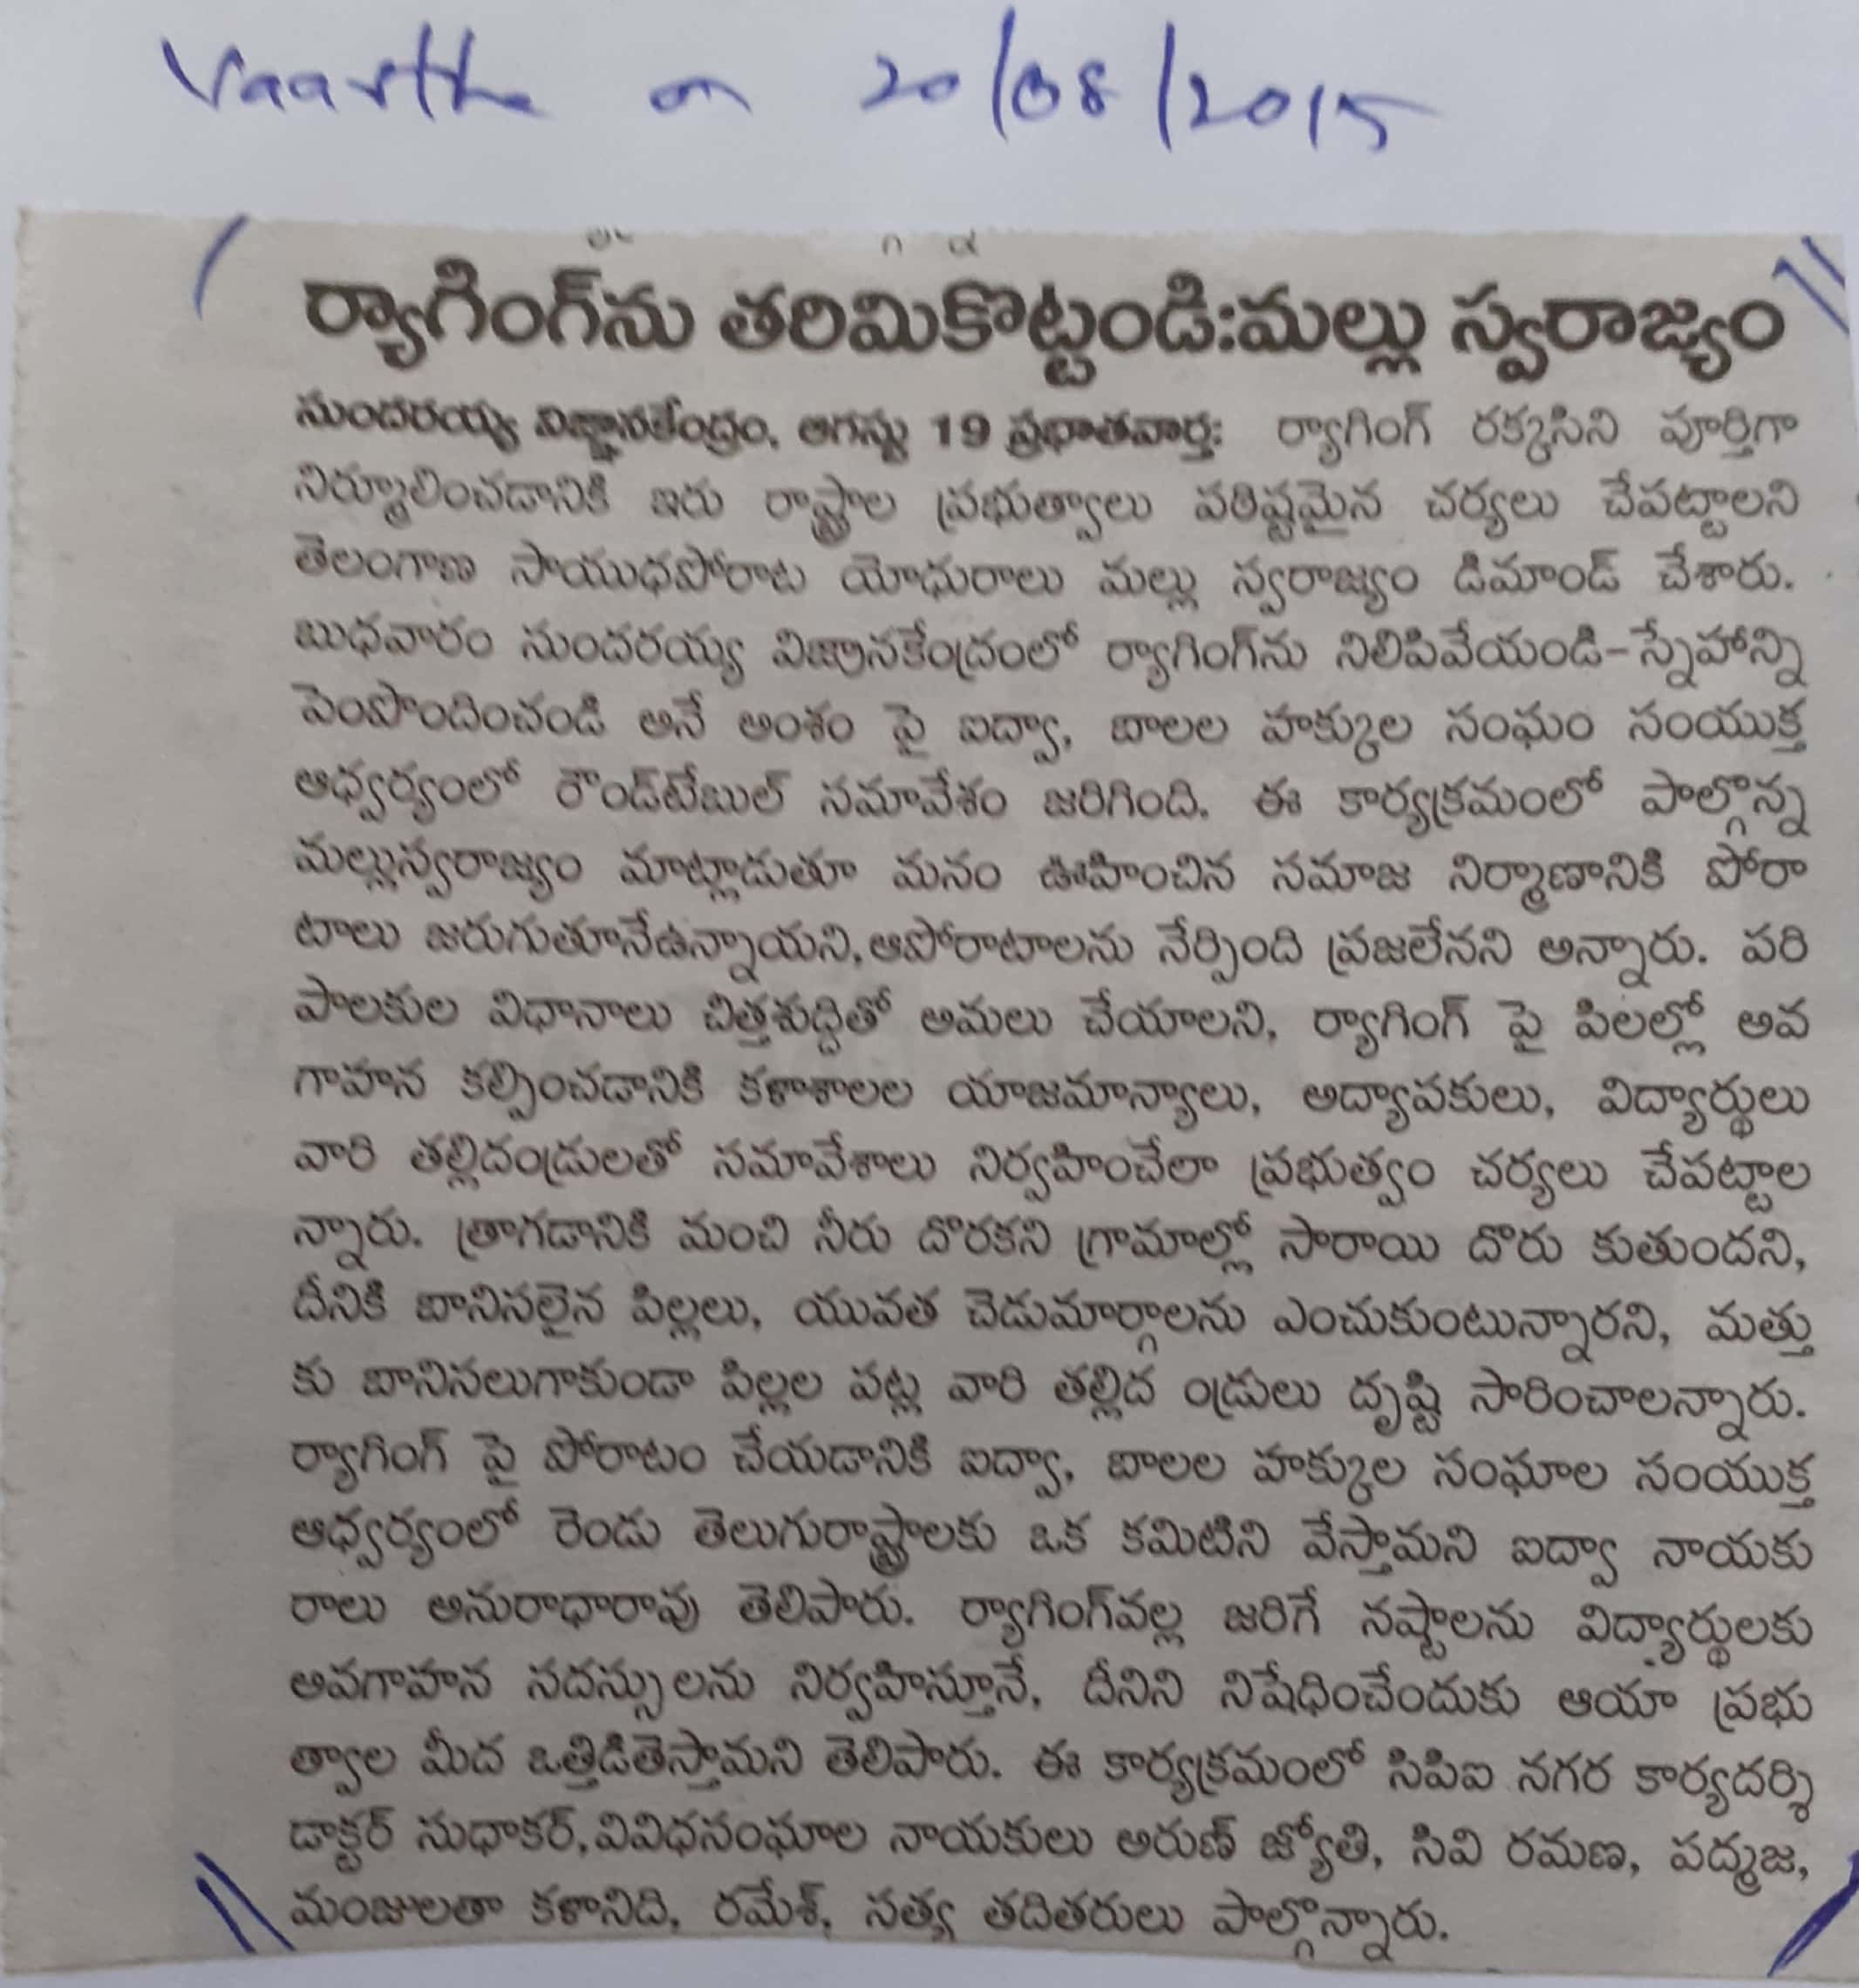 Vaartha on 20/08/2015
ర్యాగింగ్‌ను తరిమికొట్టండి:మల్లు స్వరాజ్యం
సుందరయ్య విజ్ఞానకేంద్రం, ఆగస్టు 19 ప్రభాతవార్త: ర్యాగింగ్ రక్కసిని పూర్తిగా
నిర్మూలించడానికి ఇరు రాష్ట్రాల ప్రభుత్వాలు పఠిష్టమైన చర్యలు చేపట్టాలని
తెలంగాణ సాయుధపోరాట యోధురాలు మల్లు స్వరాజ్యం డిమాండ్ చేశారు.
బుధవారం సుందరయ్య విజ్ఞానకేంద్రంలో ర్యాగింగ్‌ను నిలిపివేయండి-స్నేహాన్ని
పెంపొందించండి అనే అంశం పై ఐద్వా, బాలల హక్కుల సంఘం సంయుక్త
ఆధ్వర్యంలో రౌండ్‌టేబుల్ సమావేశం జరిగింది. ఈ కార్యక్రమంలో పాల్గొన్న
మల్లుస్వరాజ్యం మాట్లాడుతూ మనం ఊహించిన సమాజ నిర్మాణానికి పోరా
టాలు జరుగుతూనేఉన్నాయని,ఆపోరాటాలను నేర్పింది ప్రజలేనని అన్నారు. పరి
పాలకుల విధానాలు చిత్తశుద్దితో అమలు చేయాలని, ర్యాగింగ్ పై పిలల్లో అవ
గాహన కల్పించడానికి కళాశాలల యాజమాన్యాలు, అద్యాపకులు, విద్యార్థులు
వారి తల్లిదండ్రులతో సమావేశాలు నిర్వహించేలా ప్రభుత్వం చర్యలు చేపట్టాల
న్నారు. త్రాగడానికి మంచి నీరు దొరకని గ్రామాల్లో సారాయి దొరు కుతుందని,
దీనికి బానిసలైన పిల్లలు, యువత చెడుమార్గాలను ఎంచుకుంటున్నారని, మత్తు
కు బానిసలుగాకుండా పిల్లల పట్ల వారి తల్లిద ండ్రులు దృష్టి సారించాలన్నారు.
ర్యాగింగ్ పై పోరాటం చేయడానికి ఐద్వా, బాలల హక్కుల సంఘాల సంయుక్త
ఆధ్వర్యంలో రెండు తెలుగురాష్ట్రాలకు ఒక కమిటిని వేస్తామని ఐద్వా నాయకు
రాలు అనురాధారావు తెలిపారు. ర్యాగింగ్‌వల్ల జరిగే నష్టాలను విద్యార్థులకు
అవగాహన సదస్సులను నిర్వహిస్తూనే, దీనిని నిషేధించేందుకు ఆయా ప్రభు
త్వాల మీద ఒత్తిడితెస్తామని తెలిపారు. ఈ కార్యక్రమంలో సిపిఐ నగర కార్యదర్శి
డాక్టర్ సుధాకర్,వివిధసంఘాల నాయకులు అరుణ్ జ్యోతి, సివి రమణ, పద్మజ,
మంజులతా కళానిది, రమేశ్, సత్య తదితరులు పాల్గొన్నారు.